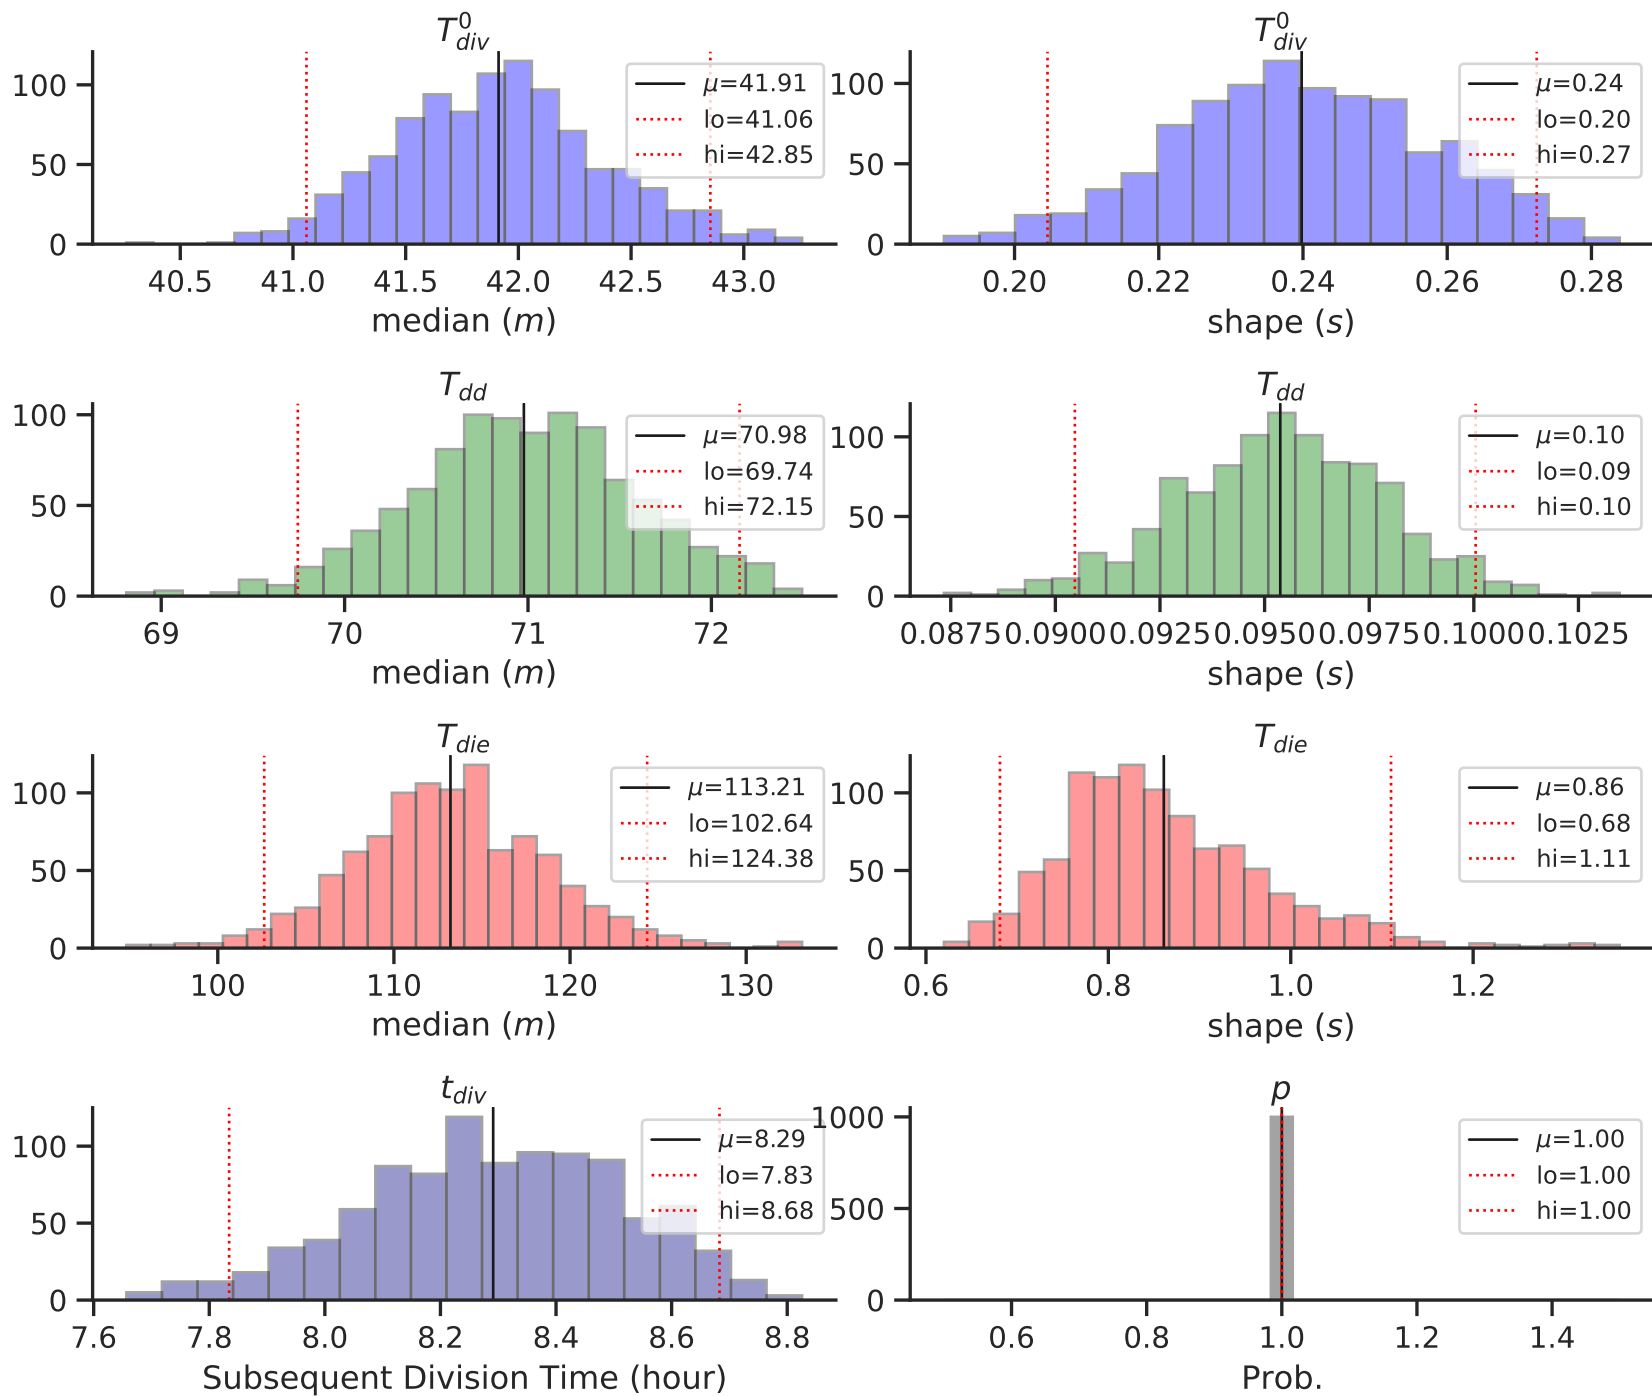 T⁰div
100
50
0
μ=41.91
lo=41.06
hi=42.85
40.5 41.0 41.5 42.0 42.5 43.0
median (m)
T⁰div
100
50
0
μ=0.24
lo=0.20
hi=0.27
0.20 0.22 0.24 0.26 0.28
shape (s)
Tdd
100
50
0
μ=70.98
lo=69.74
hi=72.15
69 70 71 72
median (m)
Tdd
100
50
0
μ=0.10
lo=0.09
hi=0.10
0.0875 0.0900 0.0925 0.0950 0.0975 0.1000 0.1025
shape (s)
Tdie
100
50
0
μ=113.21
lo=102.64
hi=124.38
100 110 120 130
median (m)
Tdie
100
50
0
μ=0.86
lo=0.68
hi=1.11
0.6 0.8 1.0 1.2
shape (s)
tdiv
100
50
0
μ=8.29
lo=7.83
hi=8.68
7.6 7.8 8.0 8.2 8.4 8.6 8.8
Subsequent Division Time (hour)
p
1000
500
0
μ=1.00
lo=1.00
hi=1.00
0.6 0.8 1.0 1.2 1.4
Prob.